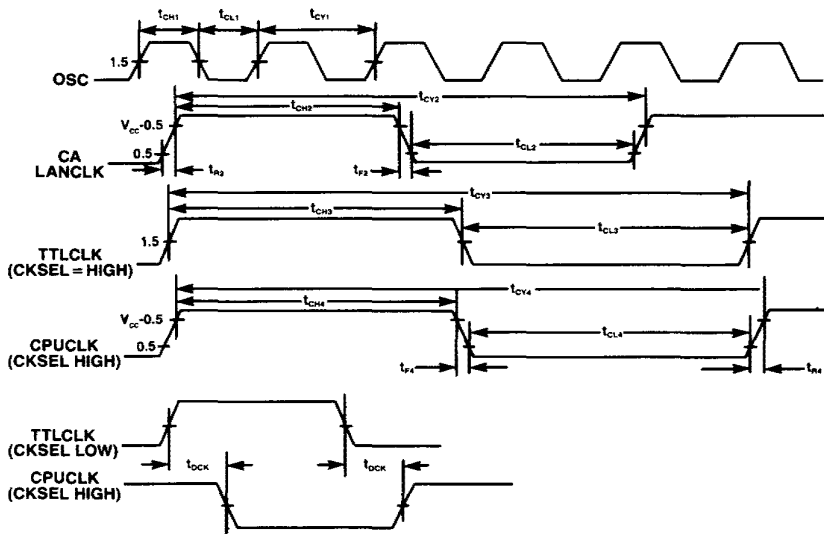 tCH1 tCL1 tCY1
1.5
OSC
tCY2
tCH2
VCC-0.5
tCL2
0.5
CA
LANCLK
tR2 tF2
tCY3
tCH3
tCL3
1.5
TTLCLK
(CKSEL = HIGH)
tCY4
tCH4
VCC-0.5
tCL4
0.5
CPUCLK
(CKSEL HIGH)
tF4 tR4
TTLCLK
(CKSEL LOW)
tDCK tDCK
CPUCLK
(CKSEL HIGH)